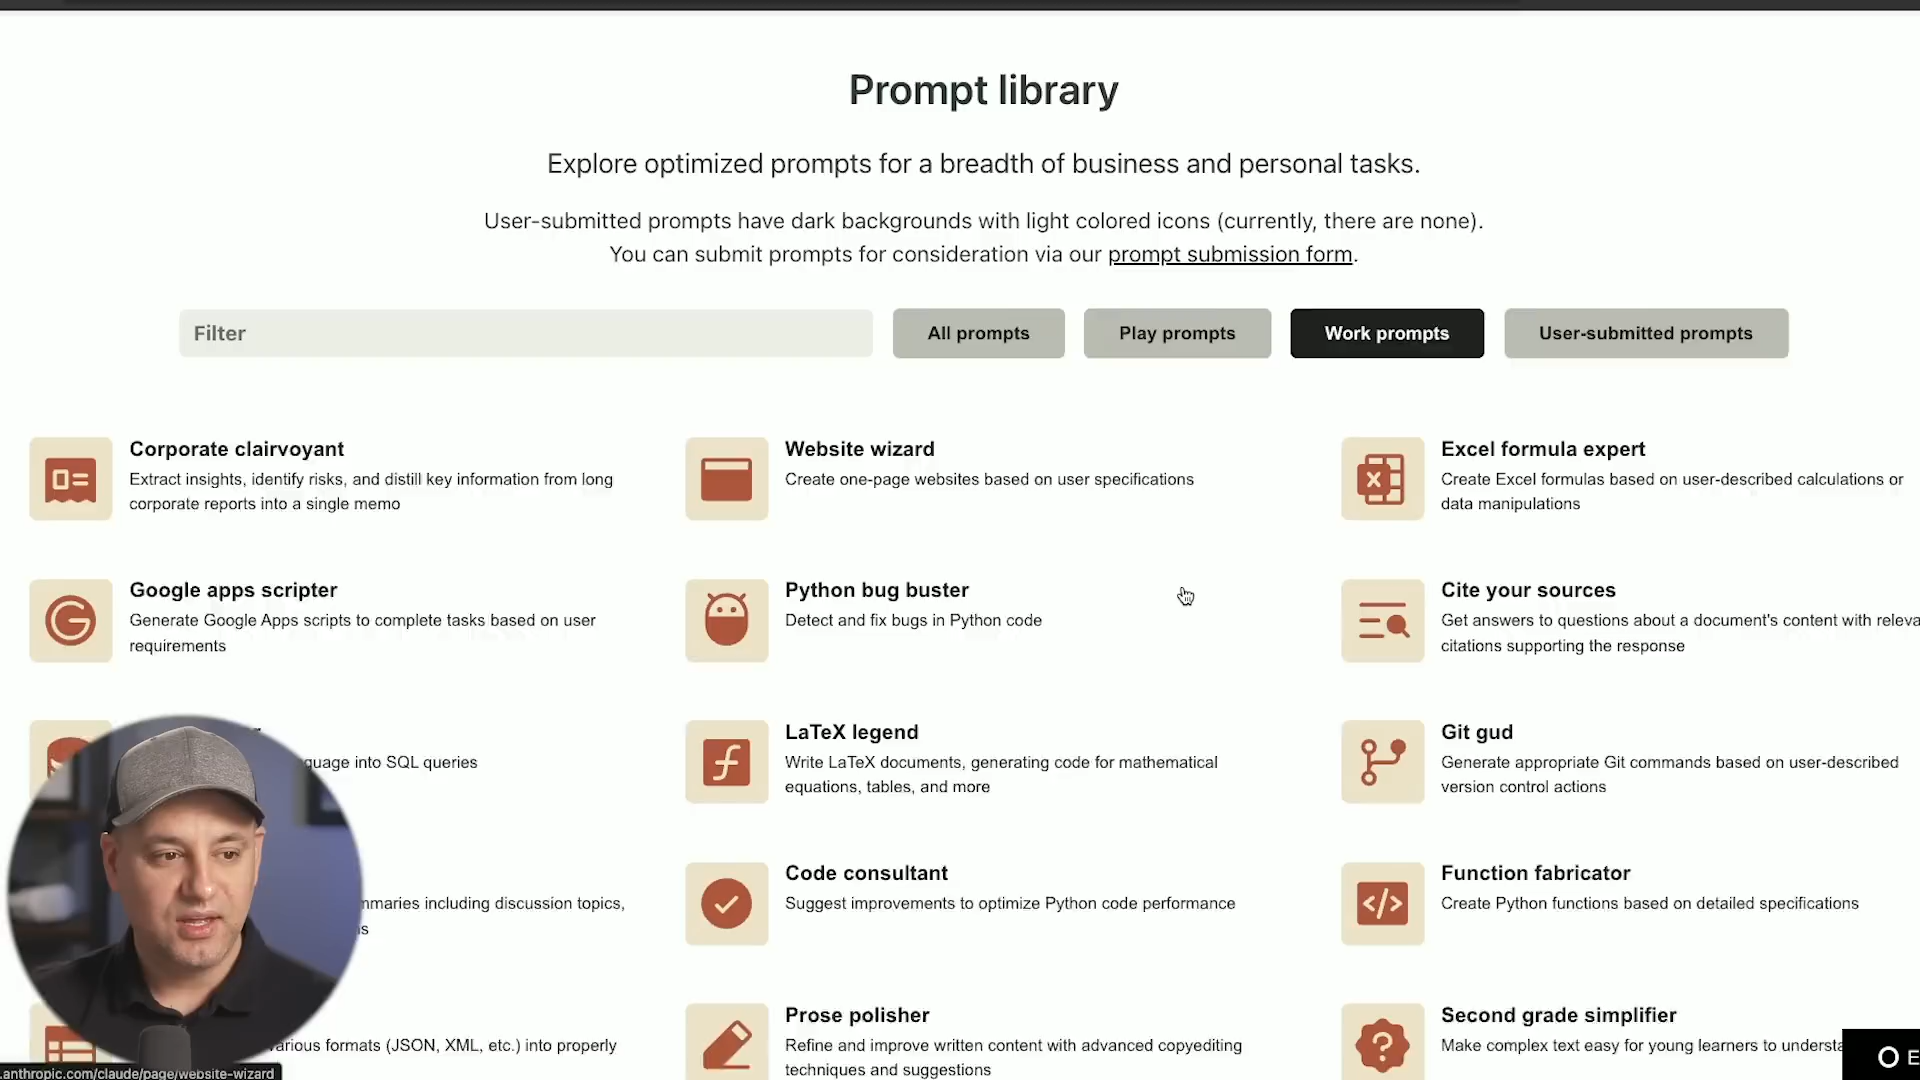 Prompt library
Explore optimized prompts for a breadth of business and personal tasks.
User-submitted prompts have dark backgrounds with light colored icons (currently, there are none).
You can submit prompts for consideration via our prompt submission form.
Filter
All prompts
Play prompts
Work prompts
User-submitted prompts
Corporate clairvoyant
Extract insights, identify risks, and distill key information from long
corporate reports into a single memo
Website wizard
Create one-page websites based on user specifications
Excel formula expert
Create Excel formulas based on user-described calculations or
data manipulations
Google apps scripter
Generate Google Apps scripts to complete tasks based on user
requirements
Python bug buster
Detect and fix bugs in Python code
Cite your sources
Get answers to questions about a document's content with
citations supporting the response
into SQL queries
LaTeX legend
Write LaTeX documents, generating code for mathematical
equations, tables, and more
Git gud
Generate appropriate Git commands based on user-described
version control actions
including discussion topics,
Code consultant
Suggest improvements to optimize Python code performance
Function fabricator
Create Python functions based on detailed specifications
formats (JSON, XML, etc.) into properly
Prose polisher
Refine and improve written content with advanced copyediting
techniques and suggestions
Second grade simplifier
Make complex text easy for young learners to
.anthropic.com/claude/page/website-wizard